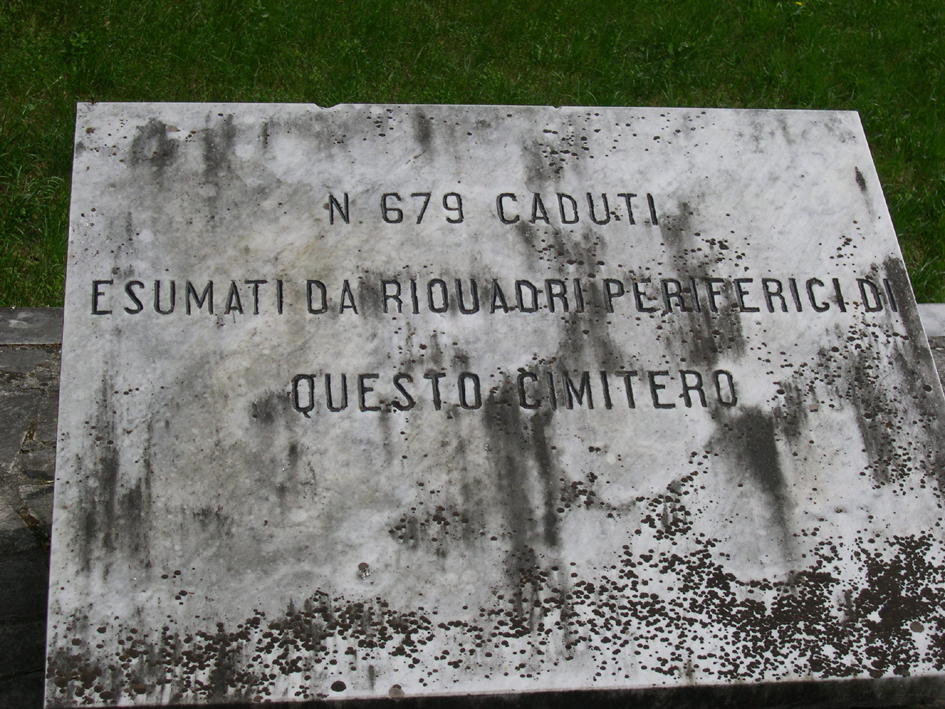 N 679 CADUTI
ESUMATI DA RIQUADRI PERIFERICI DI
QUESTO CIMITERO